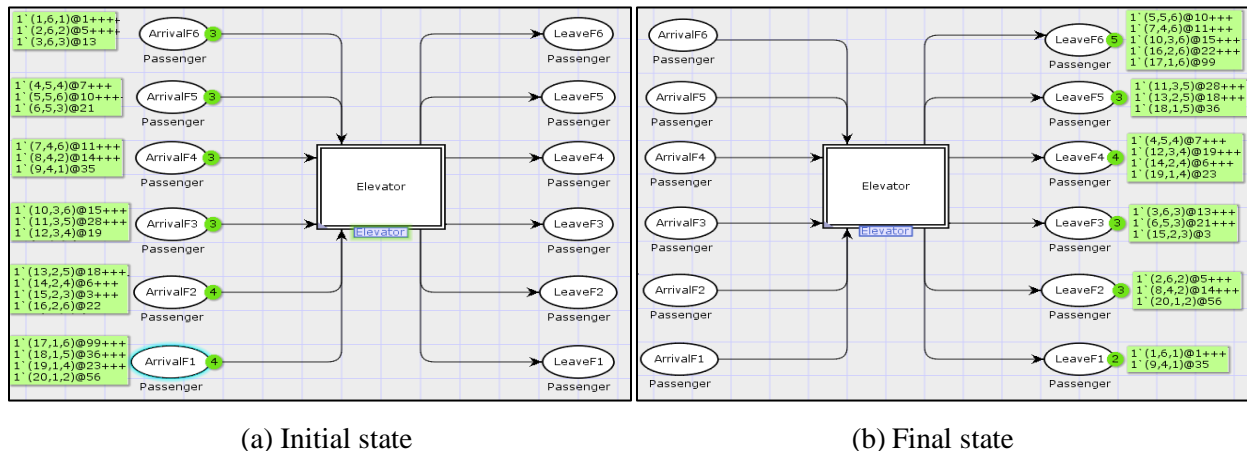 1`(1,6,1)@1++++
1`(2,6,2)@5++++
1`(3,6,3)@13
ArrivalF6
3
Passenger
LeaveF6
Passenger
1`(4,5,4)@7+++
1`(5,5,6)@10+++
1`(6,5,3)@21
ArrivalF5
3
Passenger
LeaveF5
Passenger
1`(7,4,6)@11+++
1`(8,4,2)@14+++
1`(9,4,1)@35
ArrivalF4
3
Passenger
Elevator
Elevator
LeaveF4
Passenger
1`(10,3,6)@15+++
1`(11,3,5)@28+++
1`(12,3,4)@19
ArrivalF3
3
Passenger
LeaveF3
Passenger
1`(13,2,5)@18+++
1`(14,2,4)@6+++
1`(15,2,3)@3+++
1`(16,2,6)@22
ArrivalF2
4
Passenger
LeaveF2
Passenger
1`(17,1,6)@99+++
1`(18,1,5)@36+++
1`(19,1,4)@23+++
1`(20,1,2)@56
ArrivalF1
4
Passenger
LeaveF1
Passenger
(a) Initial state
ArrivalF6
Passenger
LeaveF6
5
Passenger
1`(5,5,6)@10+++
1`(7,4,6)@11+++
1`(10,3,6)@15+++
1`(16,2,6)@22+++
1`(17,1,6)@99
ArrivalF5
Passenger
LeaveF5
3
Passenger
1`(11,3,5)@28+++
1`(13,2,5)@18+++
1`(18,1,5)@36
ArrivalF4
Passenger
Elevator
Elevator
LeaveF4
4
Passenger
1`(4,5,4)@7+++
1`(12,3,4)@19+++
1`(14,2,4)@6+++
1`(19,1,4)@23
ArrivalF3
Passenger
LeaveF3
3
Passenger
1`(3,6,3)@13+++
1`(6,5,3)@21+++
1`(15,2,3)@3
ArrivalF2
Passenger
LeaveF2
3
Passenger
1`(2,6,2)@5+++
1`(8,4,2)@14+++
1`(20,1,2)@56
ArrivalF1
Passenger
LeaveF1
2
Passenger
1`(1,6,1)@1+++
1`(9,4,1)@35
(b) Final state